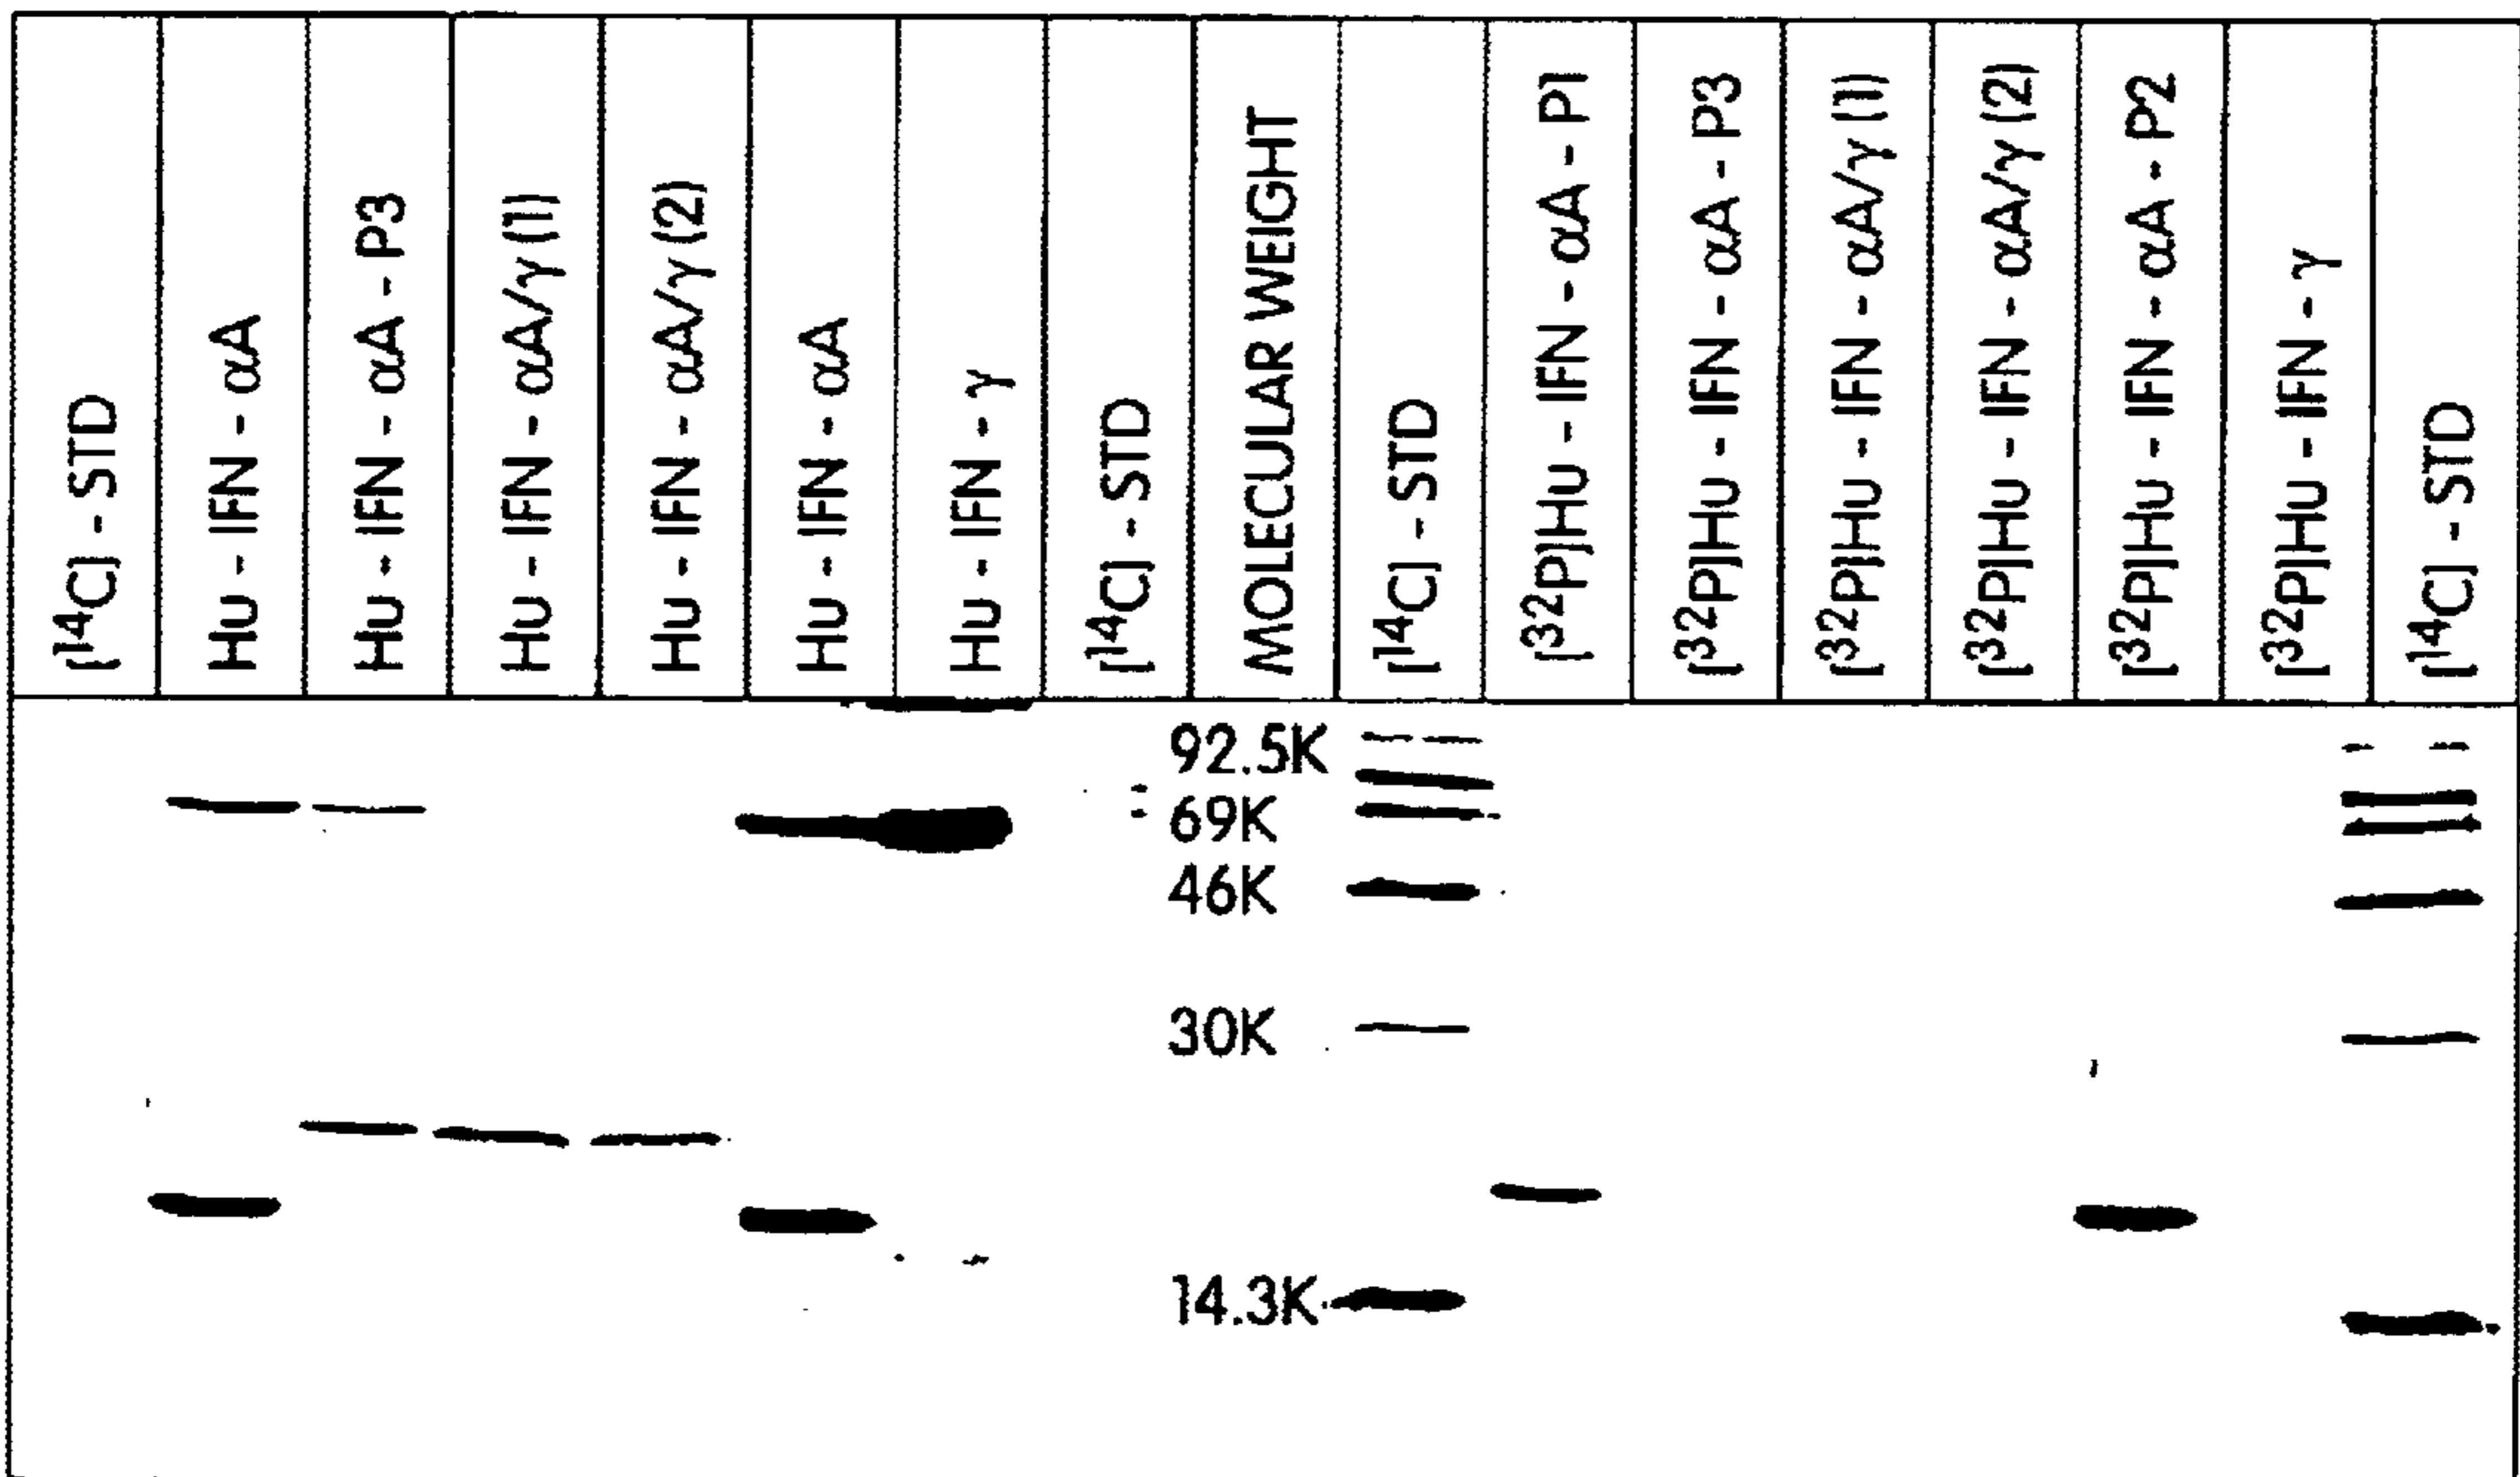 [¹⁴C] - STD
Hu - IFN - αA
Hu - IFN - αA - P3
Hu - IFN - αA/γ (1)
Hu - IFN - αA/γ (2)
Hu - IFN - αA
Hu - IFN - γ
[¹⁴C] - STD
MOLECULAR WEIGHT
[¹⁴C] - STD
[³²P]Hu - IFN - αA - P1
[³²P]Hu - IFN - αA - P3
[³²P]Hu - IFN - αA/γ (1)
[³²P]Hu - IFN - αA/γ (2)
[³²P]Hu - IFN - αA - P2
[³²P]Hu - IFN - γ
[¹⁴C] - STD
92.5K
69K
46K
30K
14.3K